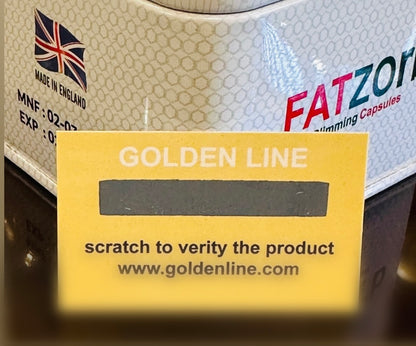 MADE IN ENGLAND
MNF : 02-0
EXP : 0
FATZor
Slimming Capsules
GOLDEN LINE
scratch to verity the product
www.goldenline.com